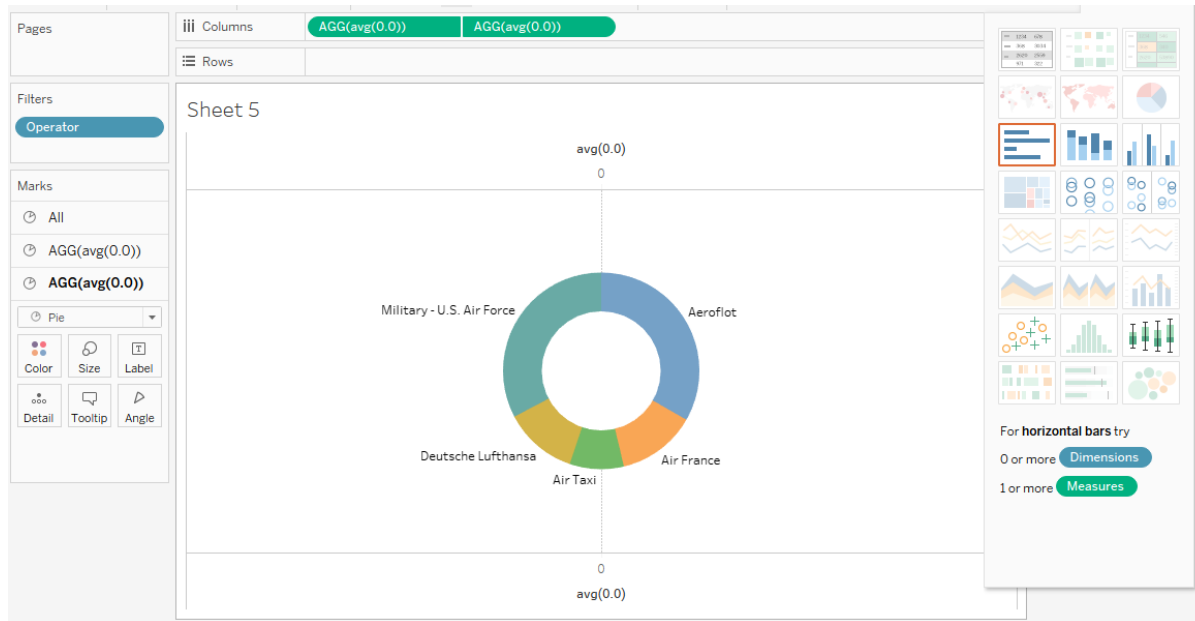 Pages
Columns
AGG(avg(0.0))
AGG(avg(0.0))
Rows
Filters
Operator
Marks
All
AGG(avg(0.0))
AGG(avg(0.0))
Pie
Color
Size
Label
Detail
Tooltip
Angle
Sheet 5
avg(0.0)
0
Military - U.S. Air Force
Aeroflot
Deutsche Lufthansa
Air Taxi
Air France
0
avg(0.0)
For horizontal bars try
0 or more Dimensions
1 or more Measures